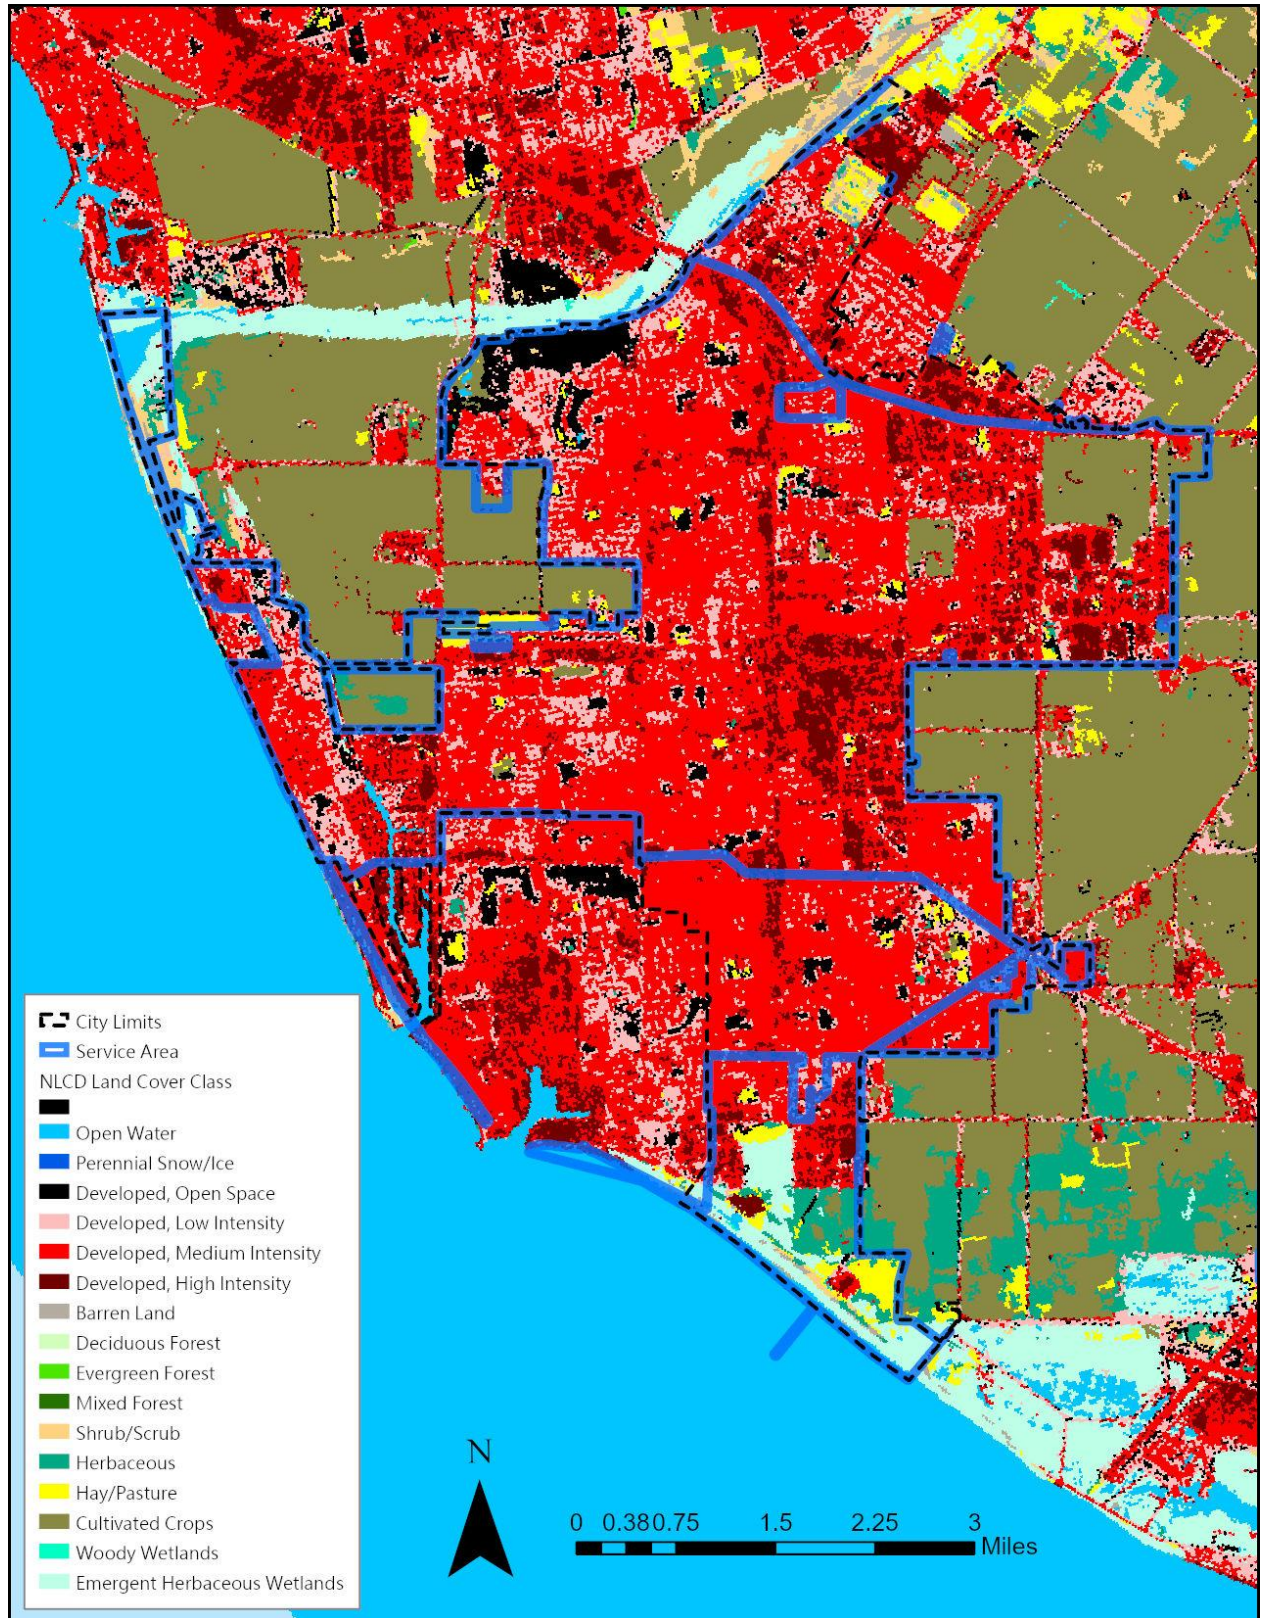 City Limits
Service Area
NLCD Land Cover Class
Open Water
Perennial Snow/Ice
Developed, Open Space
Developed, Low Intensity
Developed, Medium Intensity
Developed, High Intensity
Barren Land
Deciduous Forest
Evergreen Forest
Mixed Forest
Shrub/Scrub
Herbaceous
Hay/Pasture
Cultivated Crops
Woody Wetlands
Emergent Herbaceous Wetlands
N
0 0.380.75 1.5 2.25 3
Miles